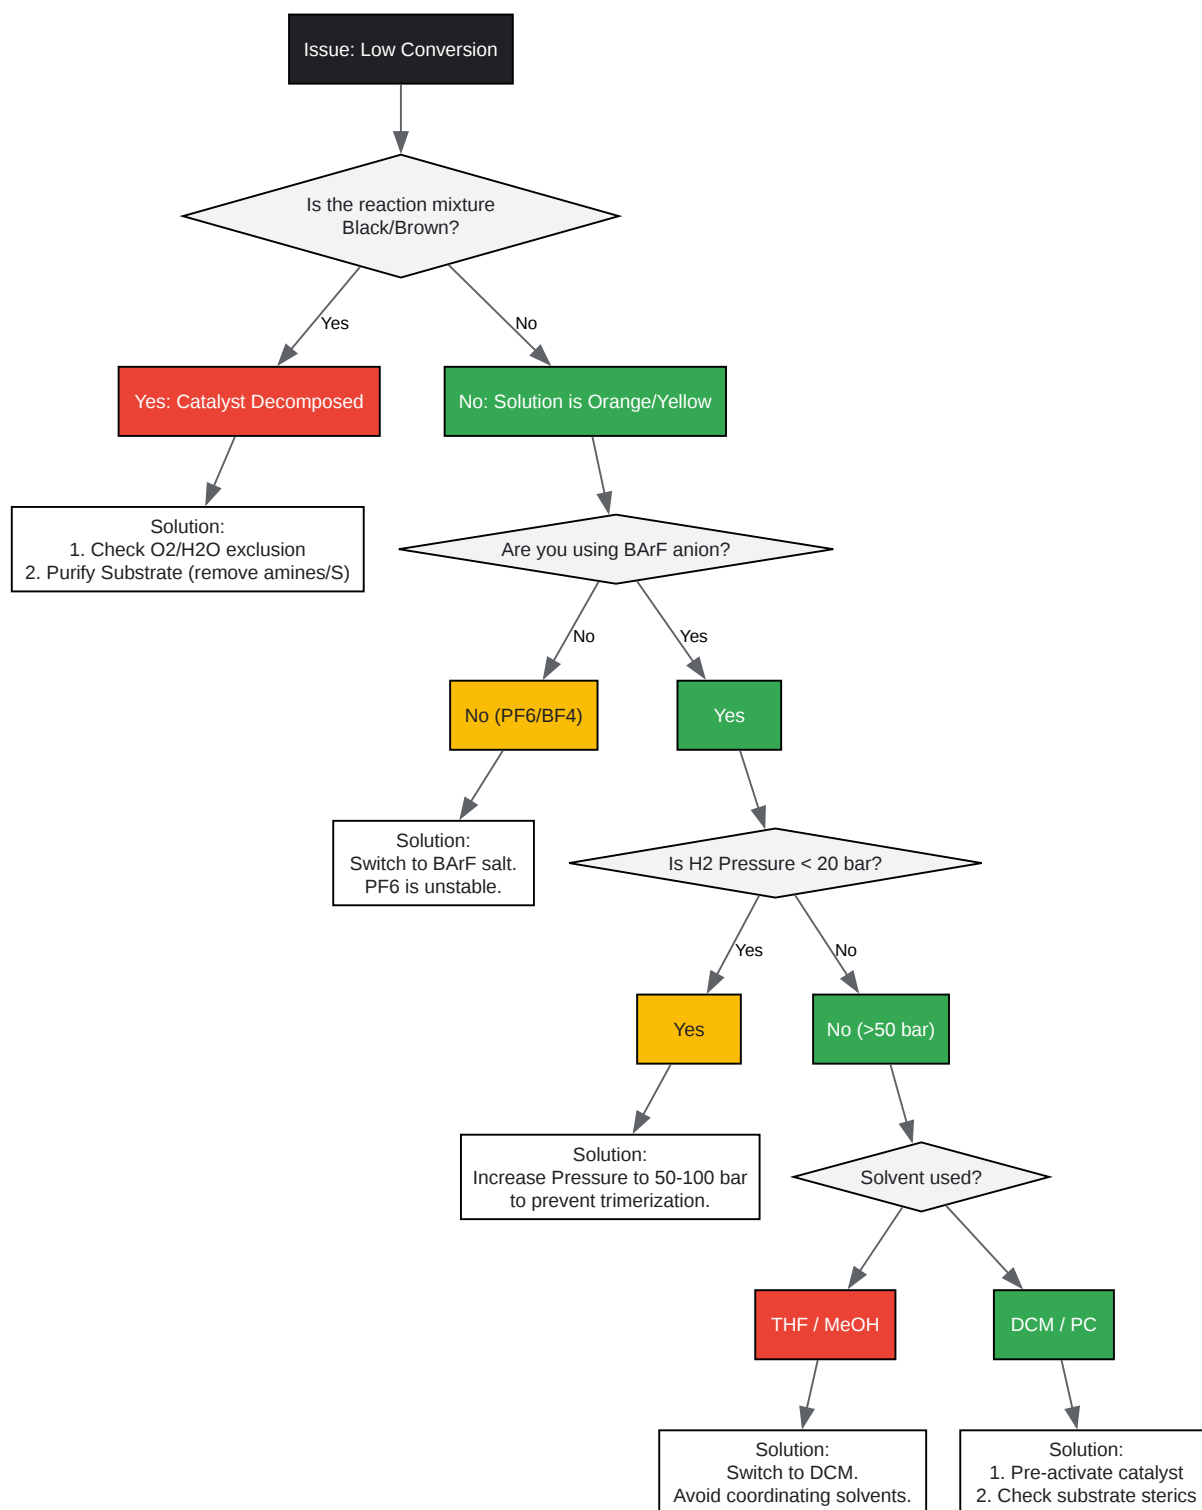 Issue: Low Conversion
Is the reaction mixture
Black/Brown?
Yes
No
Yes: Catalyst Decomposed
No: Solution is Orange/Yellow
Solution:
1. Check O2/H2O exclusion
2. Purify Substrate (remove amines/S)
Are you using BArF anion?
No
Yes
No (PF6/BF4)
Yes
Solution:
Switch to BArF salt.
PF6 is unstable.
Is H2 Pressure < 20 bar?
Yes
No
Yes
No (>50 bar)
Solution:
Increase Pressure to 50-100 bar
to prevent trimerization.
Solvent used?
THF / MeOH
DCM / PC
Solution:
Switch to DCM.
Avoid coordinating solvents.
Solution:
1. Pre-activate catalyst
2. Check substrate sterics